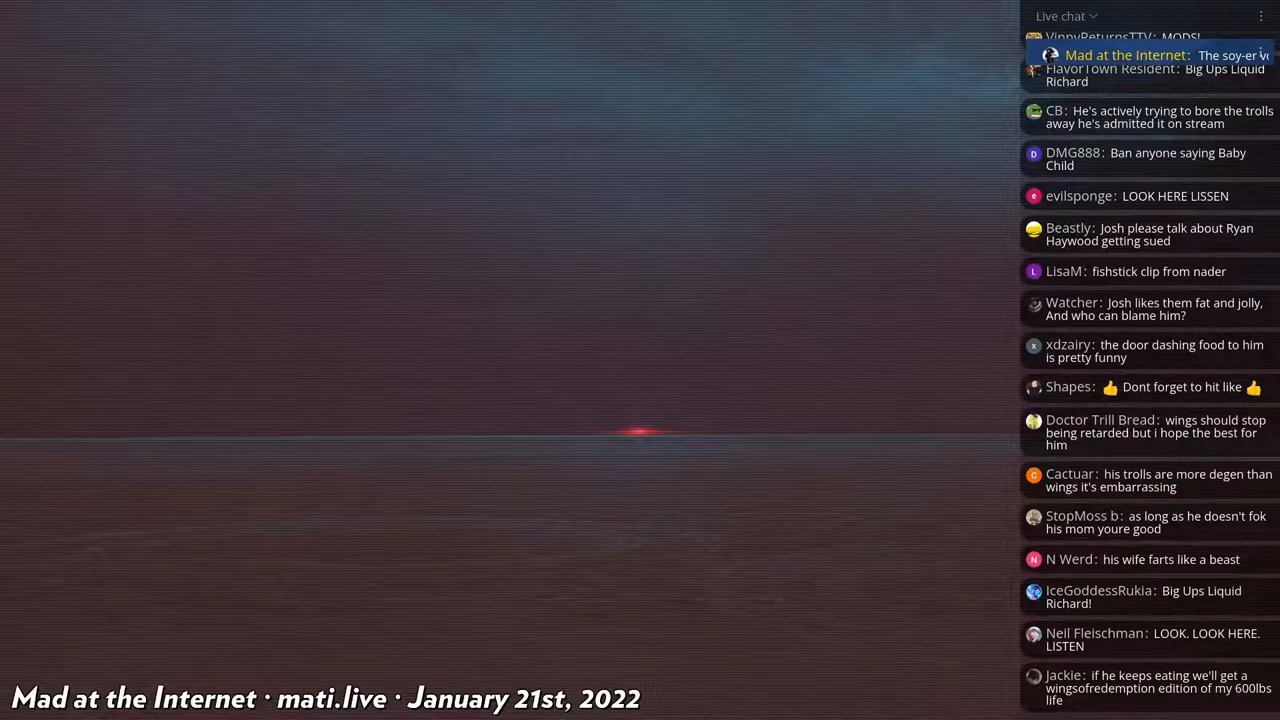 Live chat
VinnyReturnsTTV: MODS!
Mad at the Internet: The soy-er
FlavorTown Resident: Big Ups Liquid
Richard
CB: He's actively trying to bore the trolls
away he's admitted it on stream
D DMG888: Ban anyone saying Baby
Child
e evilsponge: LOOK HERE LISSEN
Beastly: Josh please talk about Ryan
Haywood getting sued
L LisaM: fishstick clip from nader
Watcher: Josh likes them fat and jolly,
And who can blame him?
x xdzairy: the door dashing food to him
is pretty funny
Shapes: 👍 Dont forget to hit like 👍
Doctor Trill Bread: wings should stop
being retarded but i hope the best for
him
C Cactuar: his trolls are more degen than
wings it's embarrassing
StopMoss b: as long as he doesn't fok
his mom youre good
N N Werd: his wife farts like a beast
IceGoddessRukia: Big Ups Liquid
Richard!
Neil Fleischman: LOOK. LOOK HERE.
LISTEN
Jackie: if he keeps eating we'll get a
wingsofredemption edition of my 600lbs
life
Mad at the Internet · mati.live · January 21st, 2022